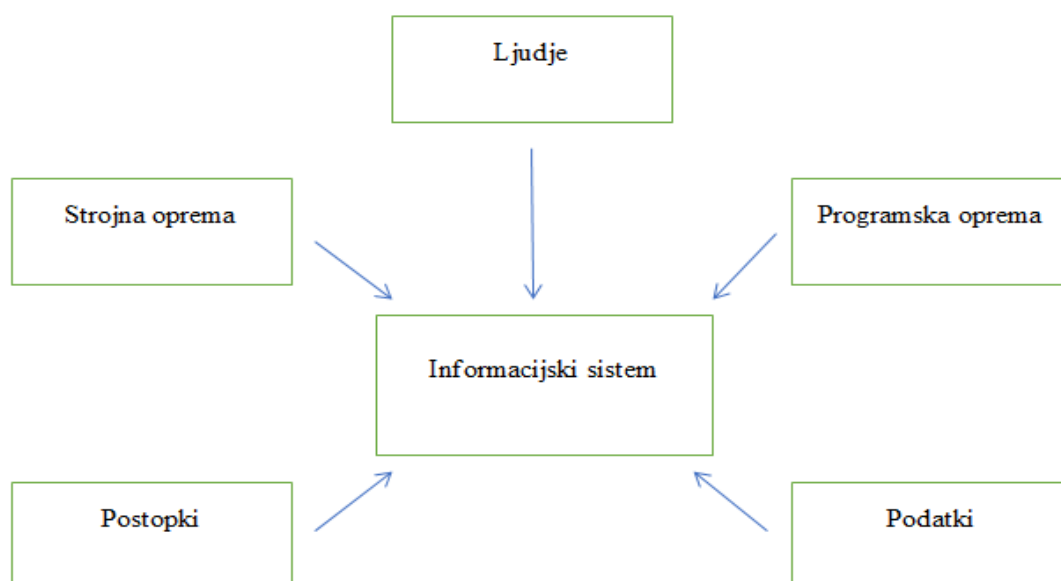 Ljudje
Strojna oprema
Programska oprema
Informacijski sistem
Postopki
Podatki